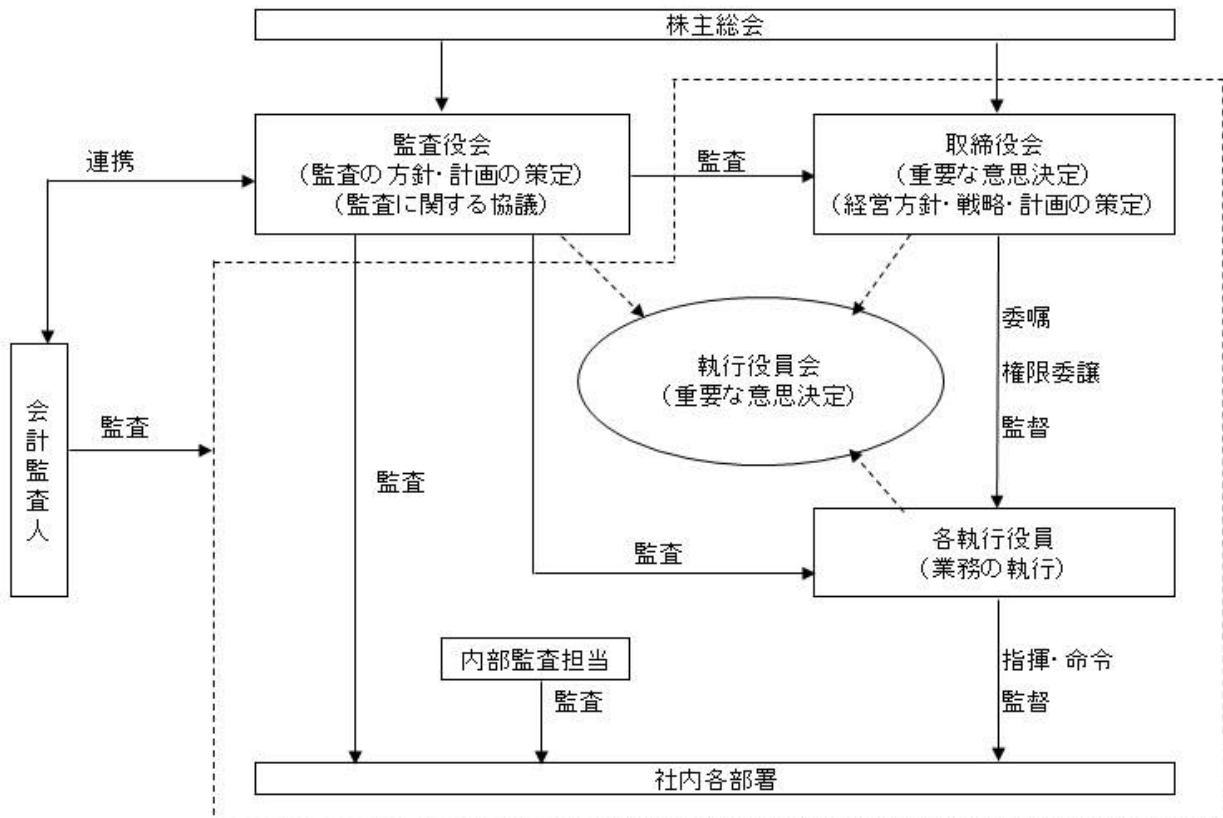 株主総会
監査役会
(監査の方針・計画の策定)
(監査に関する協議)
監査
取締役会
(重要な意思決定)
(経営方針・戦略・計画の策定)
連携
委嘱
権限委譲
監督
執行役員会
(重要な意思決定)
会計監査人
監査
監査
監査
各執行役員
(業務の執行)
内部監査担当
監査
指揮・命令
監督
社内各部署